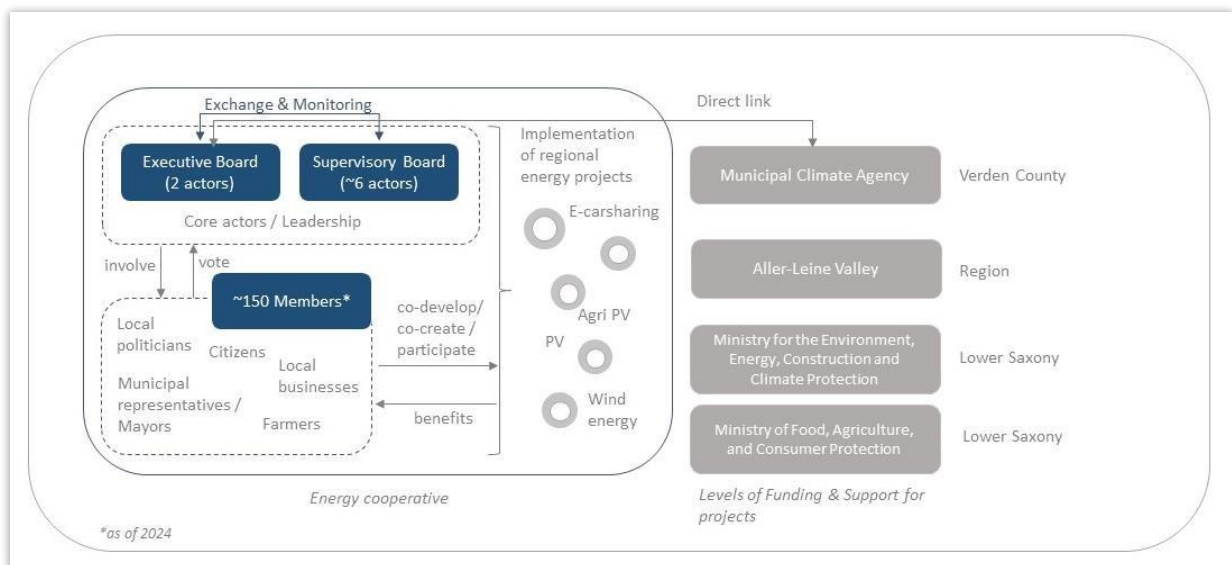 Exchange & Monitoring
Direct link
Executive Board
(2 actors)
Supervisory Board
(~6 actors)
Core actors / Leadership
involve
vote
~150 Members*
Local
politicians
Citizens
Local
businesses
Municipal
representatives /
Mayors
Farmers
co-develop/
co-create /
participate
benefits
Implementation
of regional
energy projects
E-carsharing
Agri PV
PV
Wind
energy
Energy cooperative
Municipal Climate Agency
Verden County
Aller-Leine Valley
Region
Ministry for the Environment,
Energy, Construction and
Climate Protection
Lower Saxony
Ministry of Food, Agriculture,
and Consumer Protection
Lower Saxony
Levels of Funding & Support for
projects
*as of 2024